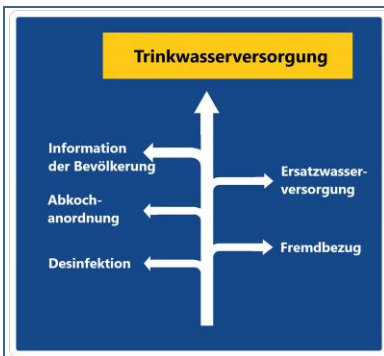 Trinkwasserversorgung
Information
der Bevölkerung
Ersatzwasser-
versorgung
Abkoch-
anordnung
Fremdbezug
Desinfektion